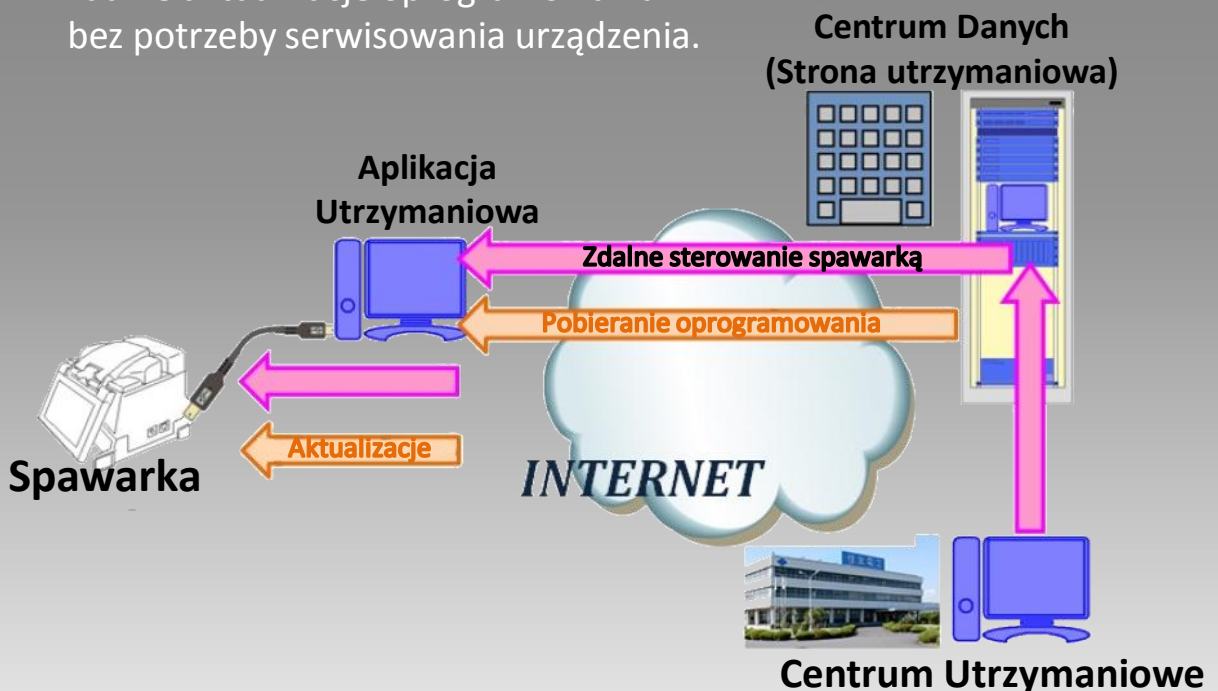 bez potrzeby serwisowania urządzenia.
Centrum Danych
(Strona utrzymaniowa)
Aplikacja
Utrzymaniowa
Zdalne sterowanie spawarką
Pobieranie oprogramowania
Aktualizacje
Spawarka
INTERNET
Centrum Utrzymaniowe